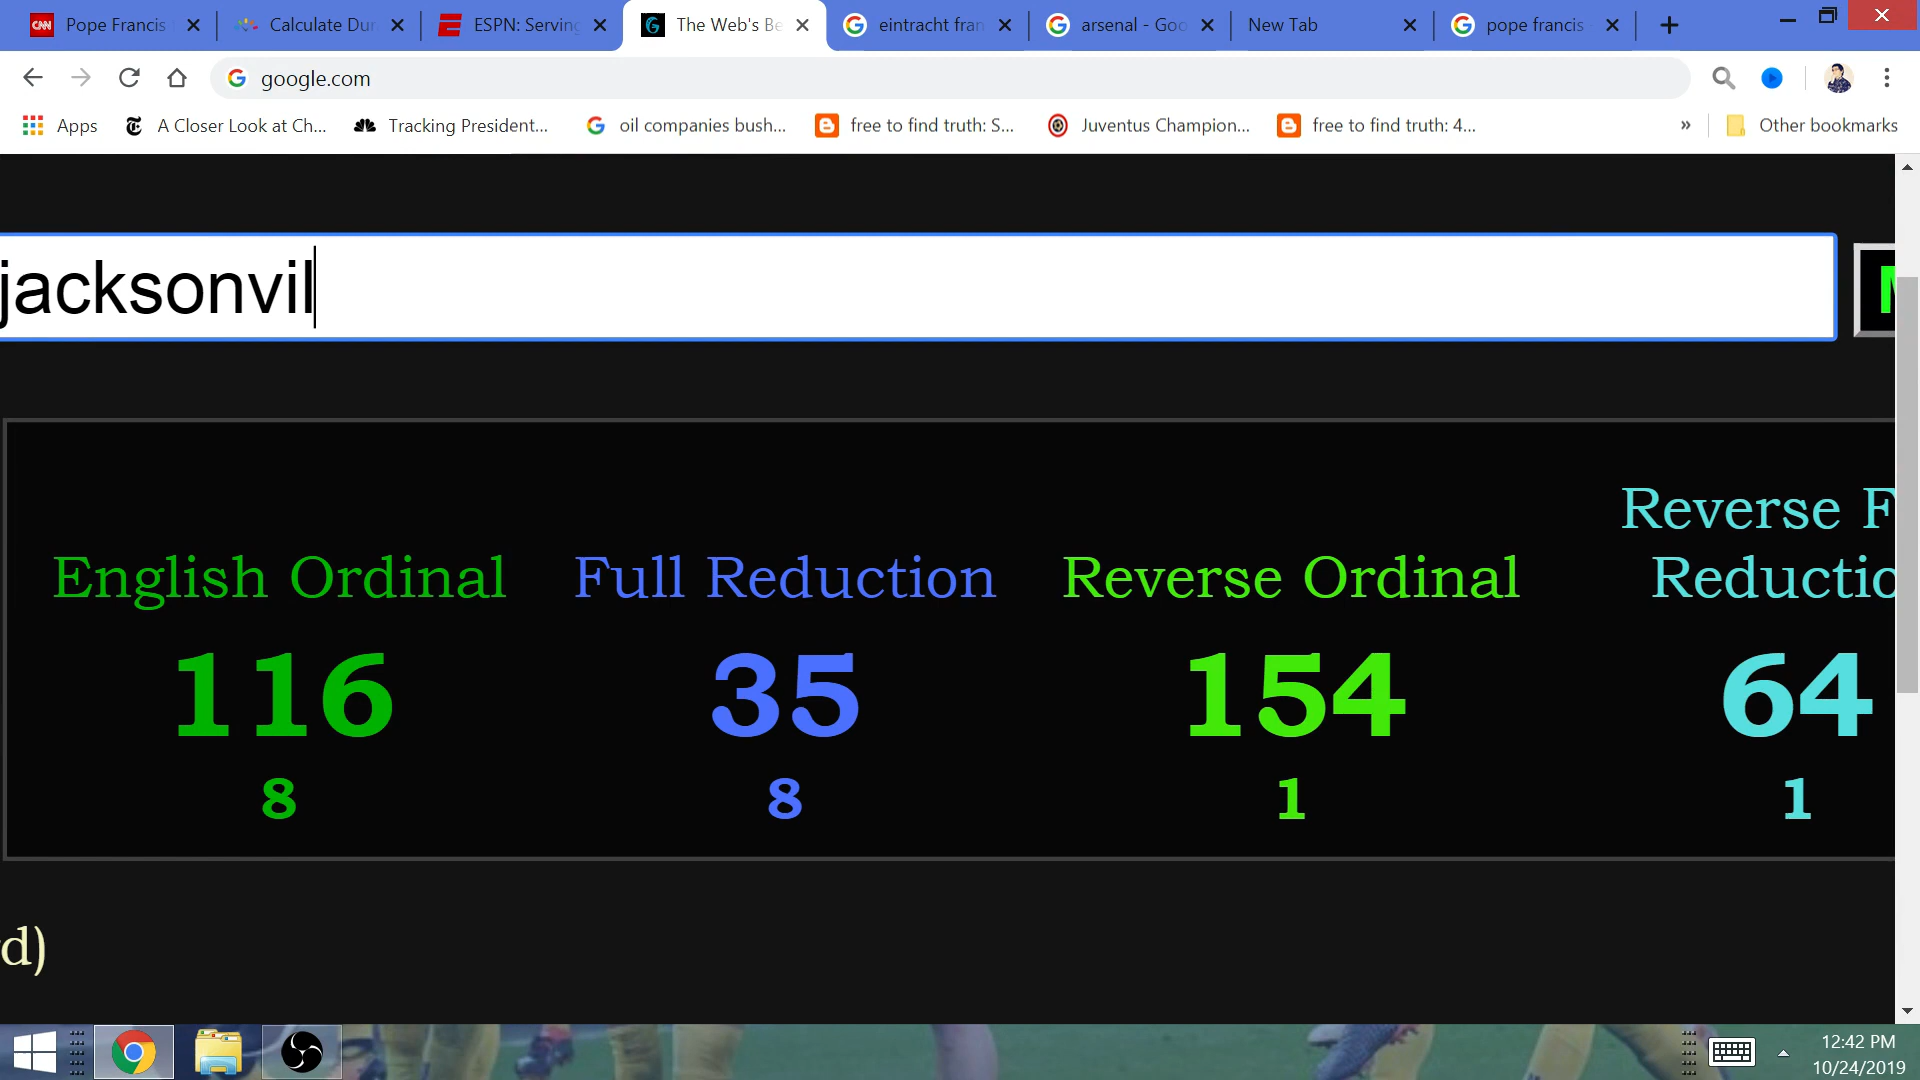 CNN Pope Francis
Calculate Dur
ESPN: Serving
The Web's Be
eintracht fran
arsenal - Goo
New Tab
pope francis
google.com
Apps
A Closer Look at Ch...
Tracking President...
oil companies bush...
free to find truth: S...
Juventus Champion...
free to find truth: 4...
»
Other bookmarks
jacksonvil
English Ordinal
116
8
Full Reduction
35
8
Reverse Ordinal
154
1
Reverse F
Reductio
64
1
d)
12:42 PM
10/24/2019